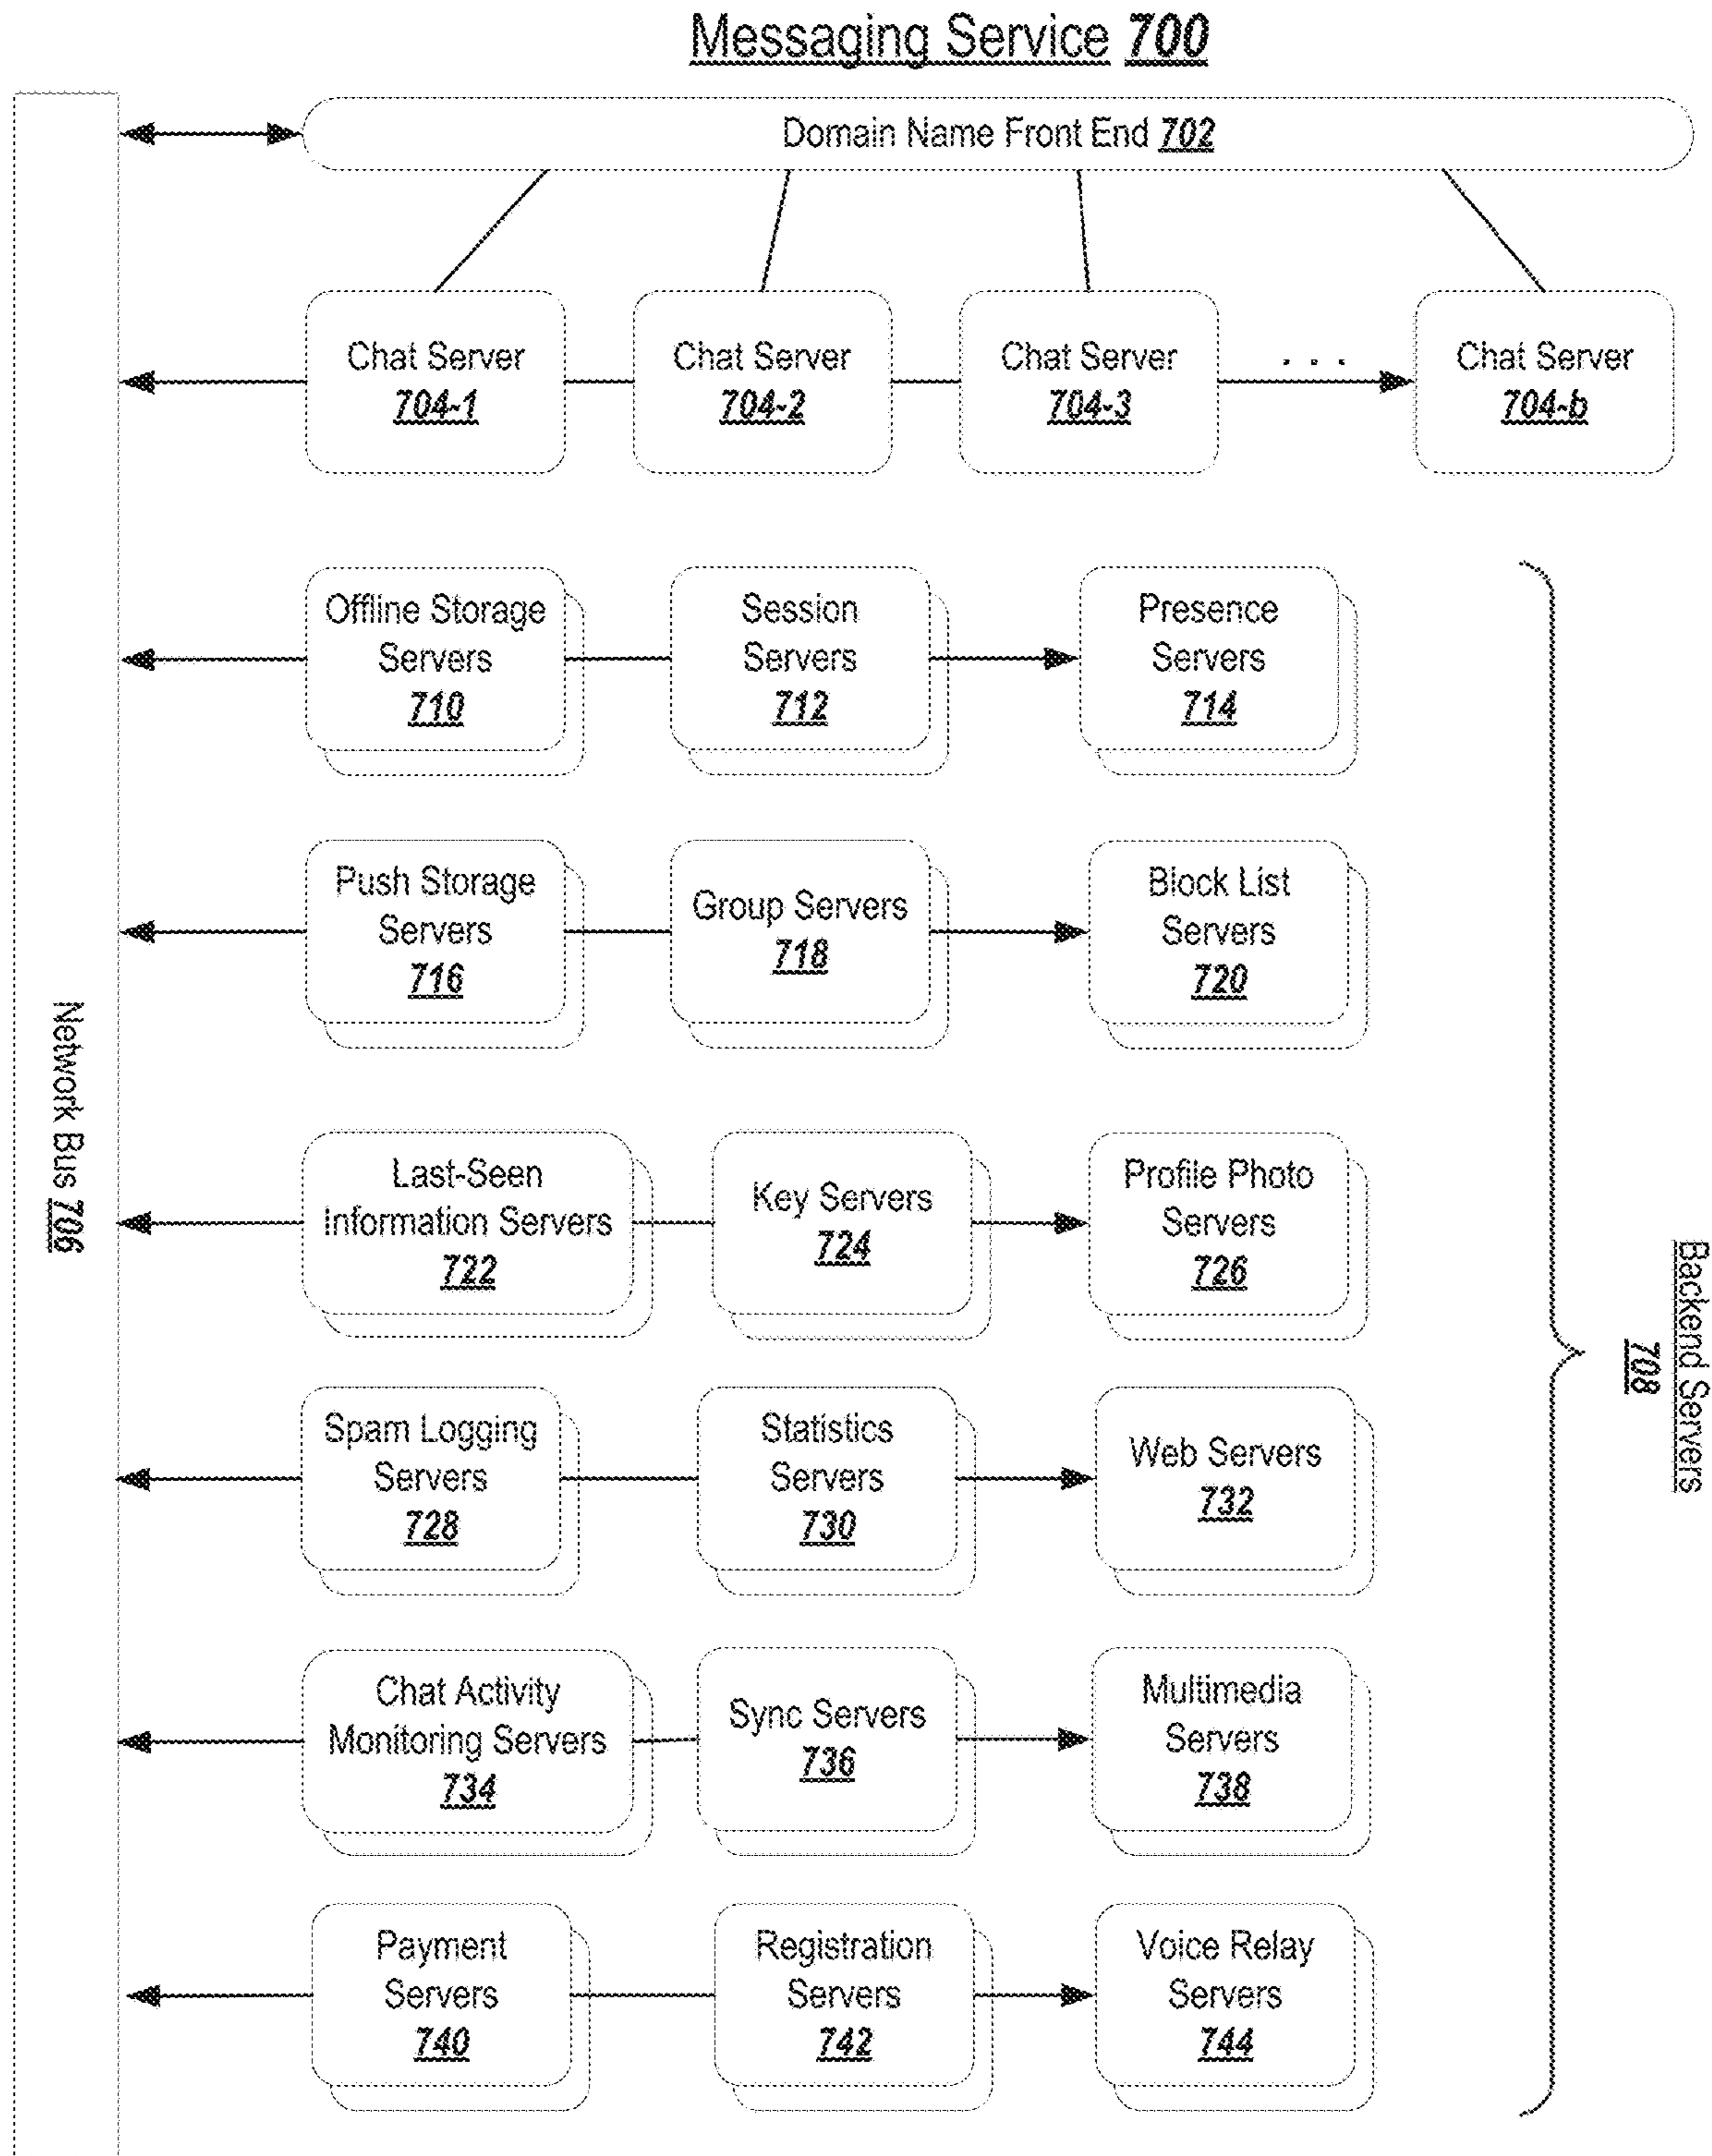 Messaging Service 700
Domain Name Front End 702
Chat Server
704-1
Chat Server
704-2
Chat Server
704-3
. . .
Chat Server
704-b
Offline Storage
Servers
710
Session
Servers
712
Presence
Servers
714
Push Storage
Servers
716
Group Servers
718
Block List
Servers
720
Network Bus 706
Last-Seen
Information Servers
722
Key Servers
724
Profile Photo
Servers
726
Backend Servers
708
Spam Logging
Servers
728
Statistics
Servers
730
Web Servers
732
Chat Activity
Monitoring Servers
734
Sync Servers
736
Multimedia
Servers
738
Payment
Servers
740
Registration
Servers
742
Voice Relay
Servers
744